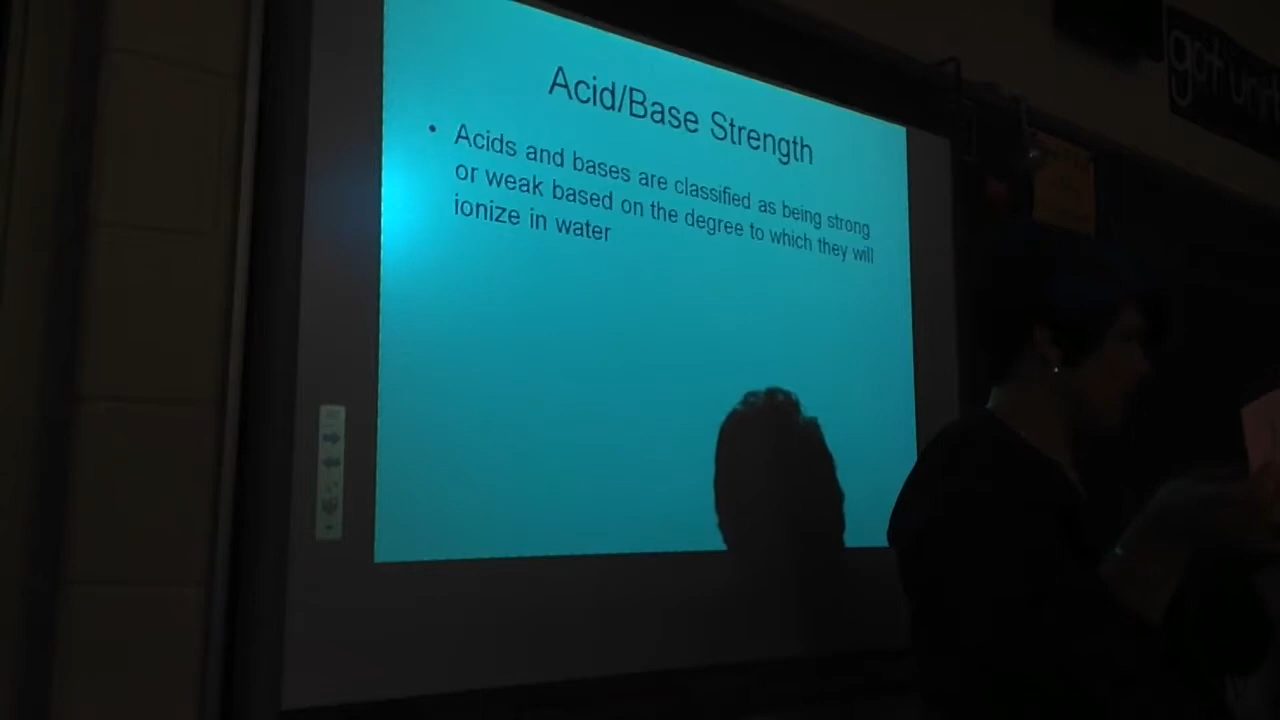 Acid/Base Strength
• Acids and bases are classified as being strong
or weak based on the degree to which they will
ionize in water
got